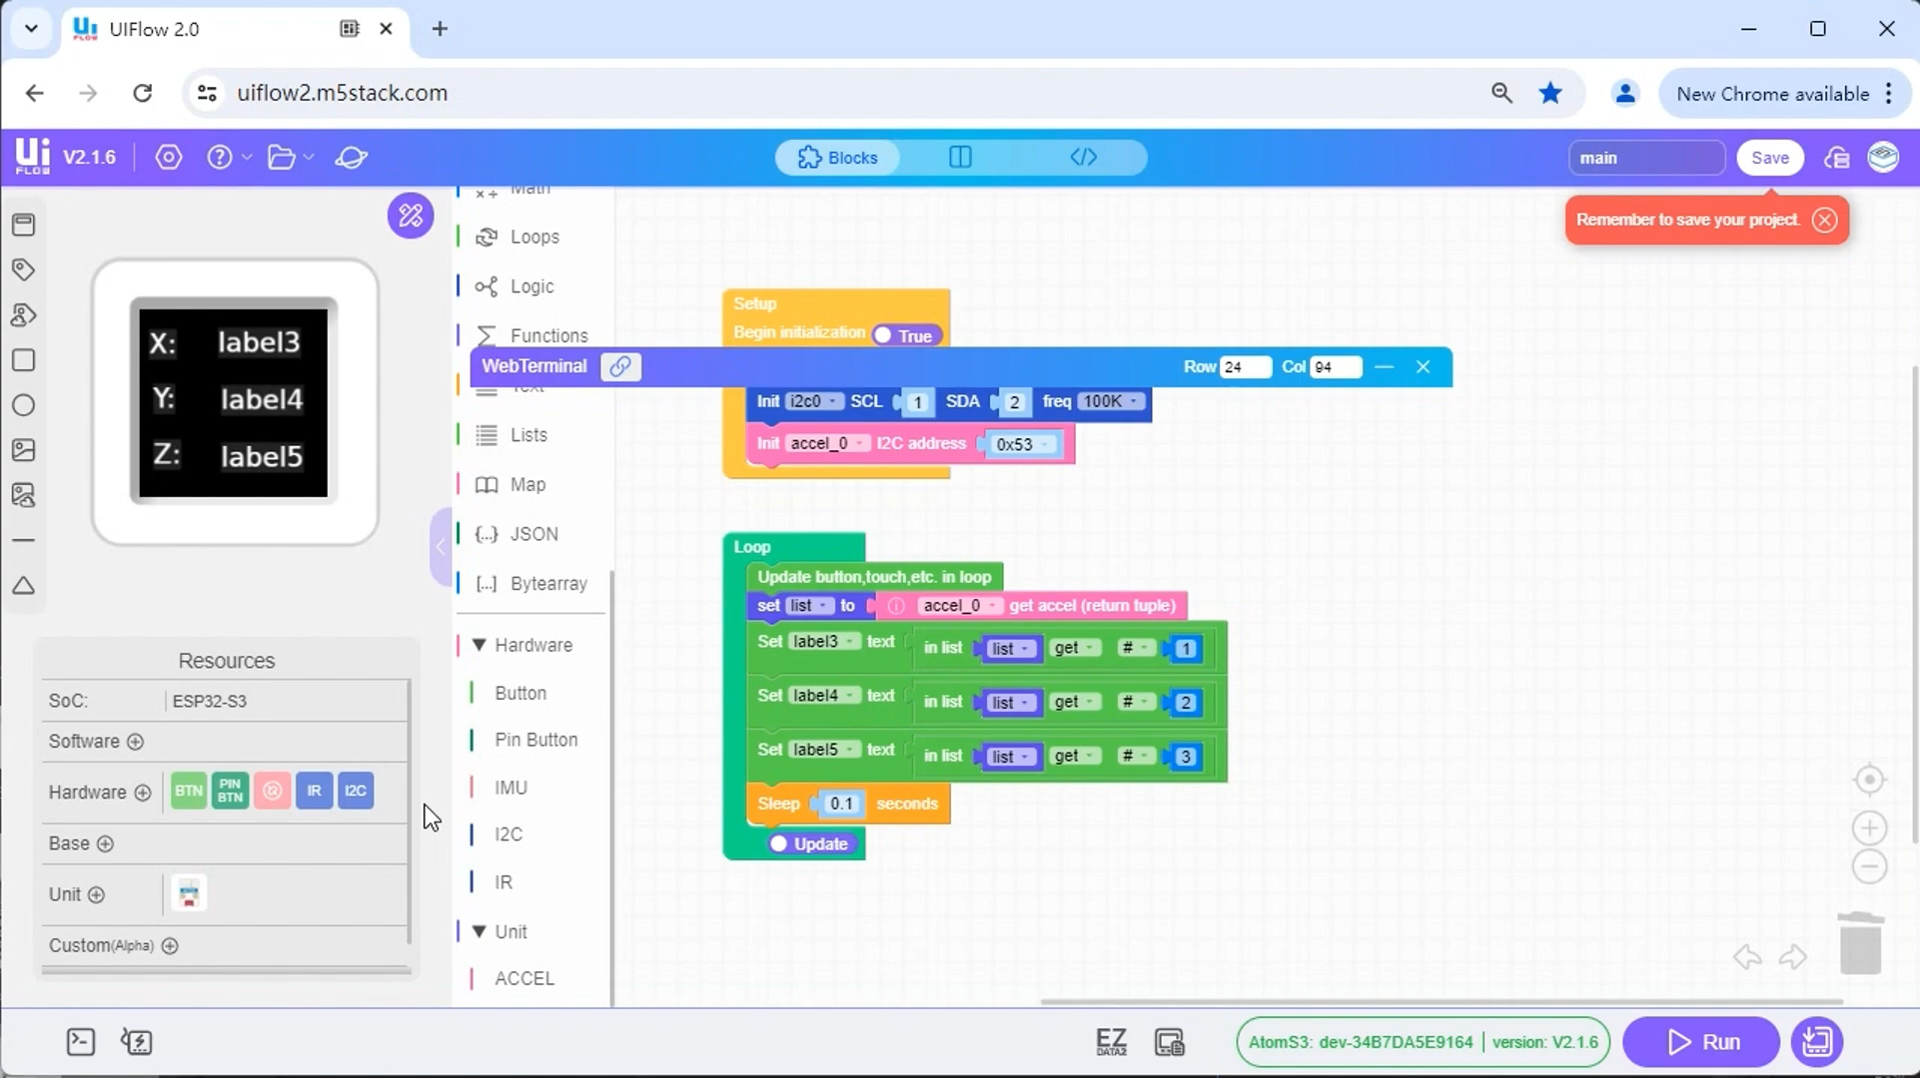 UIFlow 2.0
uiflow2.m5stack.com
New Chrome available
Ui FLOW V2.1.6
Blocks
main
Save
Remember to save your project.
X: label3
Y: label4
Z: label5
Math
Loops
Logic
Functions
Text
Lists
Map
{...} JSON
[...] Bytearray
Hardware
Button
Pin Button
IMU
I2C
IR
Unit
ACCEL
Setup
Begin initialization True
WebTerminal Row 24 Col 94
Init i2c0 SCL 1 SDA 2 freq 100K
Init accel_0 I2C address 0x53
Loop
Update button,touch,etc. in loop
set list to accel_0 get accel (return tuple)
Set label3 text in list list get # 1
Set label4 text in list list get # 2
Set label5 text in list list get # 3
Sleep 0.1 seconds
Update
Resources
SoC: ESP32-S3
Software
Hardware BTN PIN BTN IR I2C
Base
Unit
Custom(Alpha)
EZ DATA2
AtomS3: dev-34B7DA5E9164 | version: V2.1.6
Run